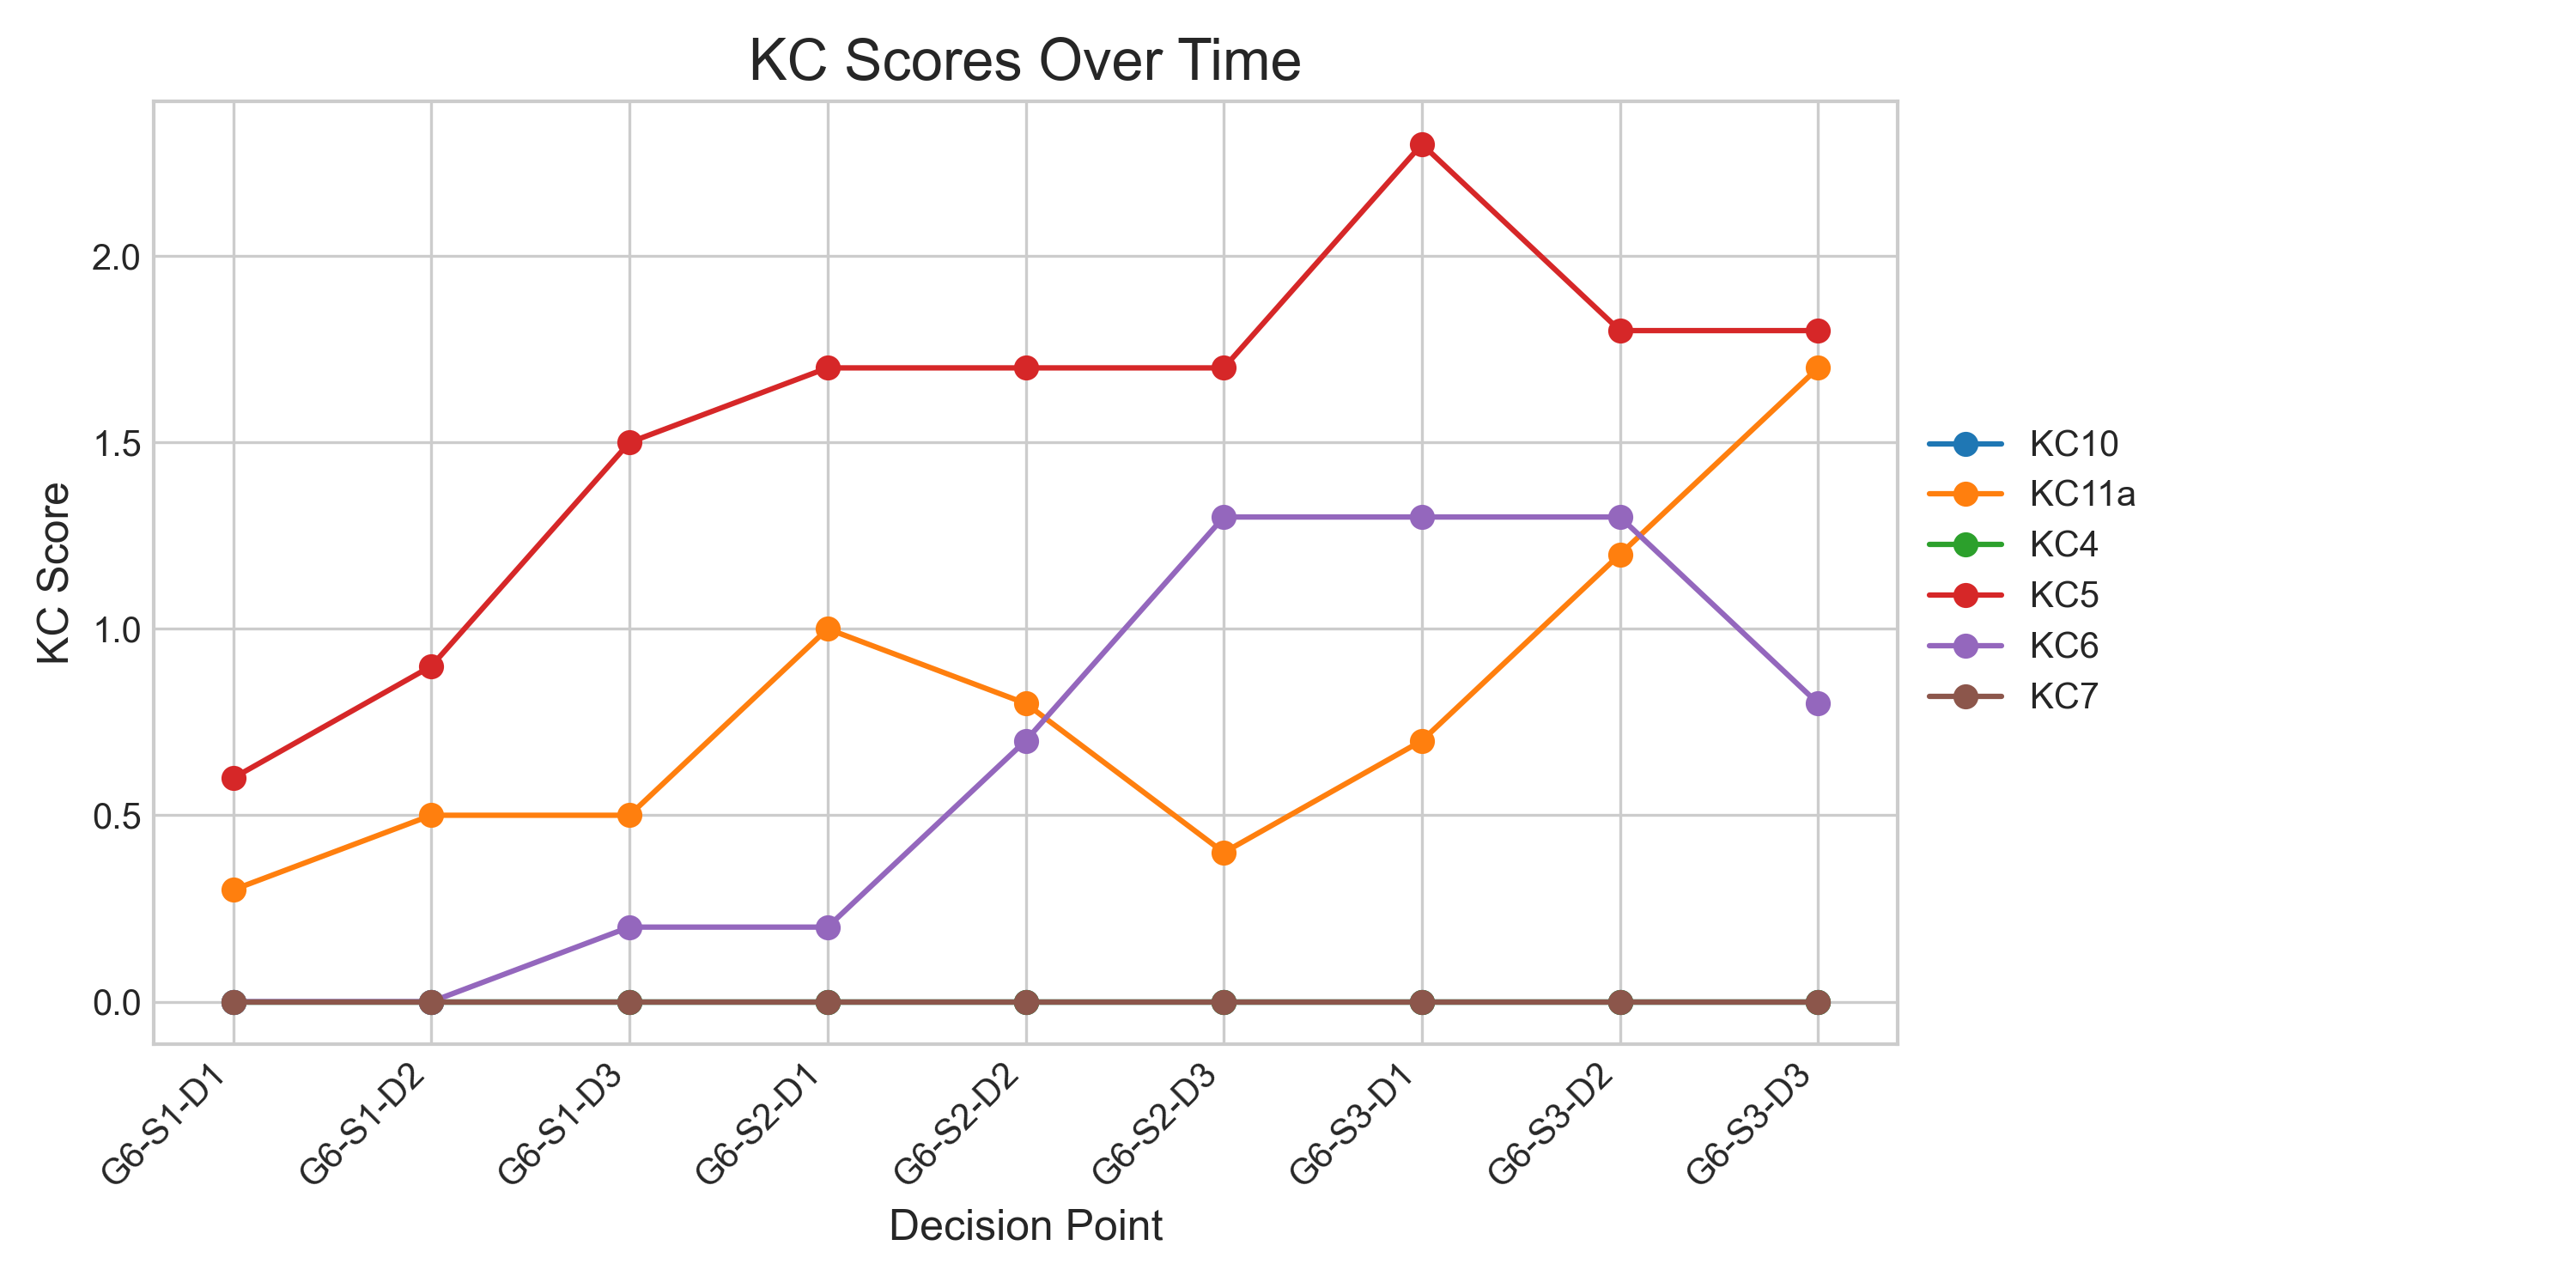 KC Scores Over Time
KC Score
2.0
1.5
1.0
0.5
0.0
G6-S1-D1
G6-S1-D2
G6-S1-D3
G6-S2-D1
G6-S2-D2
G6-S2-D3
G6-S3-D1
G6-S3-D2
G6-S3-D3
Decision Point
KC10
KC11a
KC4
KC5
KC6
KC7